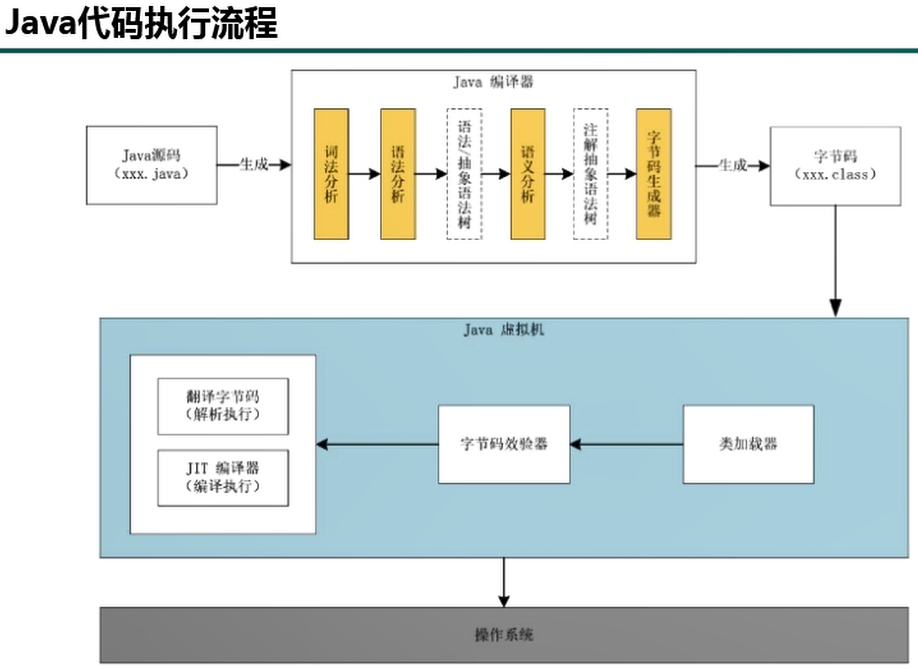 Java代码执行流程
Java 编译器
Java源码
（xxx.java）
生成
词法分析
语法分析
语法/抽象语法树
语义分析
注解抽象语法树
字节码生成器
生成
字节码
（xxx.class）
Java 虚拟机
翻译字节码
（解析执行）
JIT 编译器
（编译执行）
字节码效验器
类加载器
操作系统